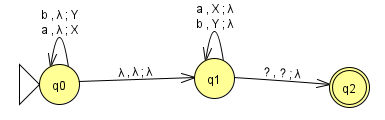 b , λ ; Y
a , λ ; X
a , X ; λ
b , Y ; λ
λ , λ ; λ
? , ? ; λ
q0
q1
q2